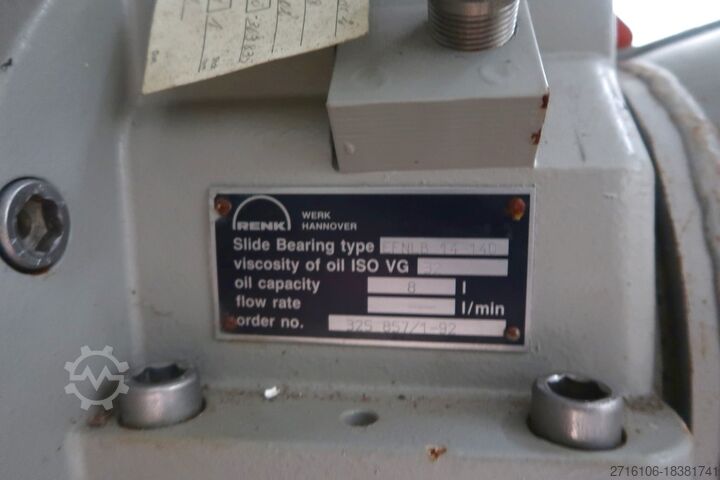 RENK
WERK
HANNOVER
Slide Bearing type EFNLB 14-140
viscosity of oil ISO VG 32
oil capacity 8 l
flow rate --- l/min
order no. 325 857/1-92
2716106-18381741